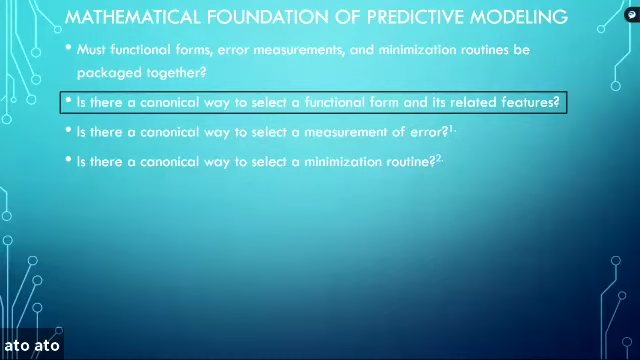 MATHEMATICAL FOUNDATION OF PREDICTIVE MODELING
• Must functional forms, error measurements, and minimization routines be
packaged together?
• Is there a canonical way to select a functional form and its related features?
• Is there a canonical way to select a measurement of error?1.
• Is there a canonical way to select a minimization routine?2.
ato ato